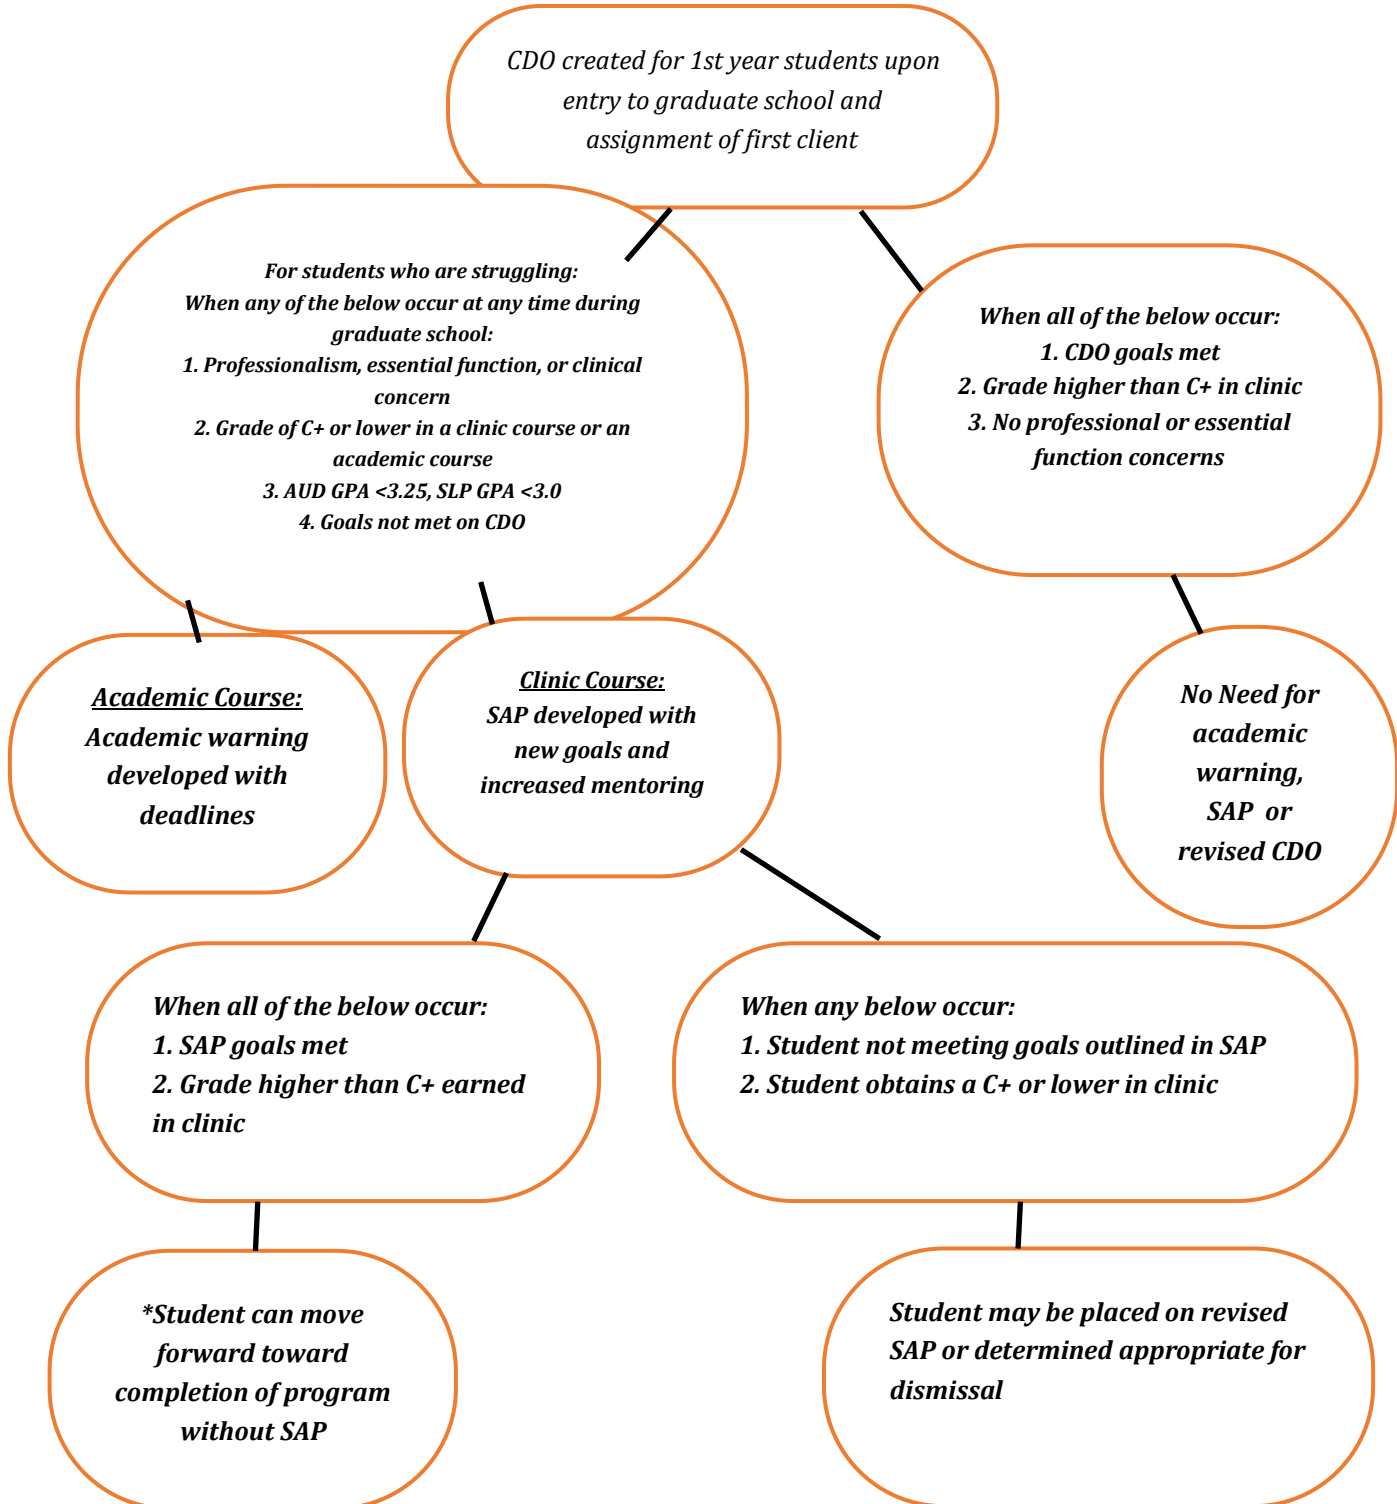 CDO created for 1st year students upon
entry to graduate school and
assignment of first client
For students who are struggling:
When any of the below occur at any time during
graduate school:
1. Professionalism, essential function, or clinical
concern
2. Grade of C+ or lower in a clinic course or an
academic course
3. AUD GPA <3.25, SLP GPA <3.0
4. Goals not met on CDO
When all of the below occur:
1. CDO goals met
2. Grade higher than C+ in clinic
3. No professional or essential
function concerns
Academic Course:
Academic warning
developed with
deadlines
Clinic Course:
SAP developed with
new goals and
increased mentoring
No Need for
academic
warning,
SAP or
revised CDO
When all of the below occur:
1. SAP goals met
2. Grade higher than C+ earned
in clinic
When any below occur:
1. Student not meeting goals outlined in SAP
2. Student obtains a C+ or lower in clinic
*Student can move
forward toward
completion of program
without SAP
Student may be placed on revised
SAP or determined appropriate for
dismissal